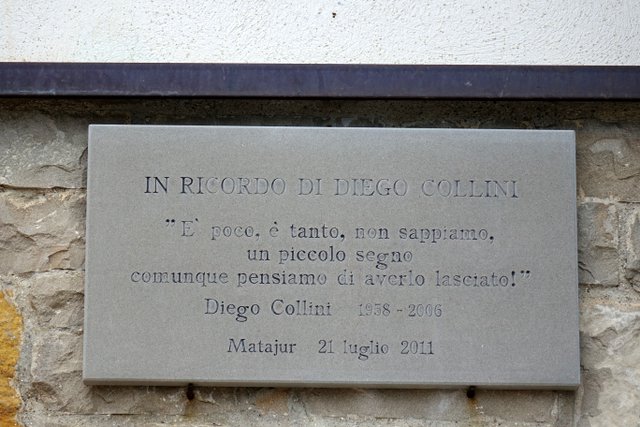 IN RICORDO DI DIEGO COLLINI
"E' poco, è tanto, non sappiamo,
un piccolo segno
comunque pensiamo di averlo lasciato!"
Diego Collini 1958 - 2006
Matajur 21 luglio 2011